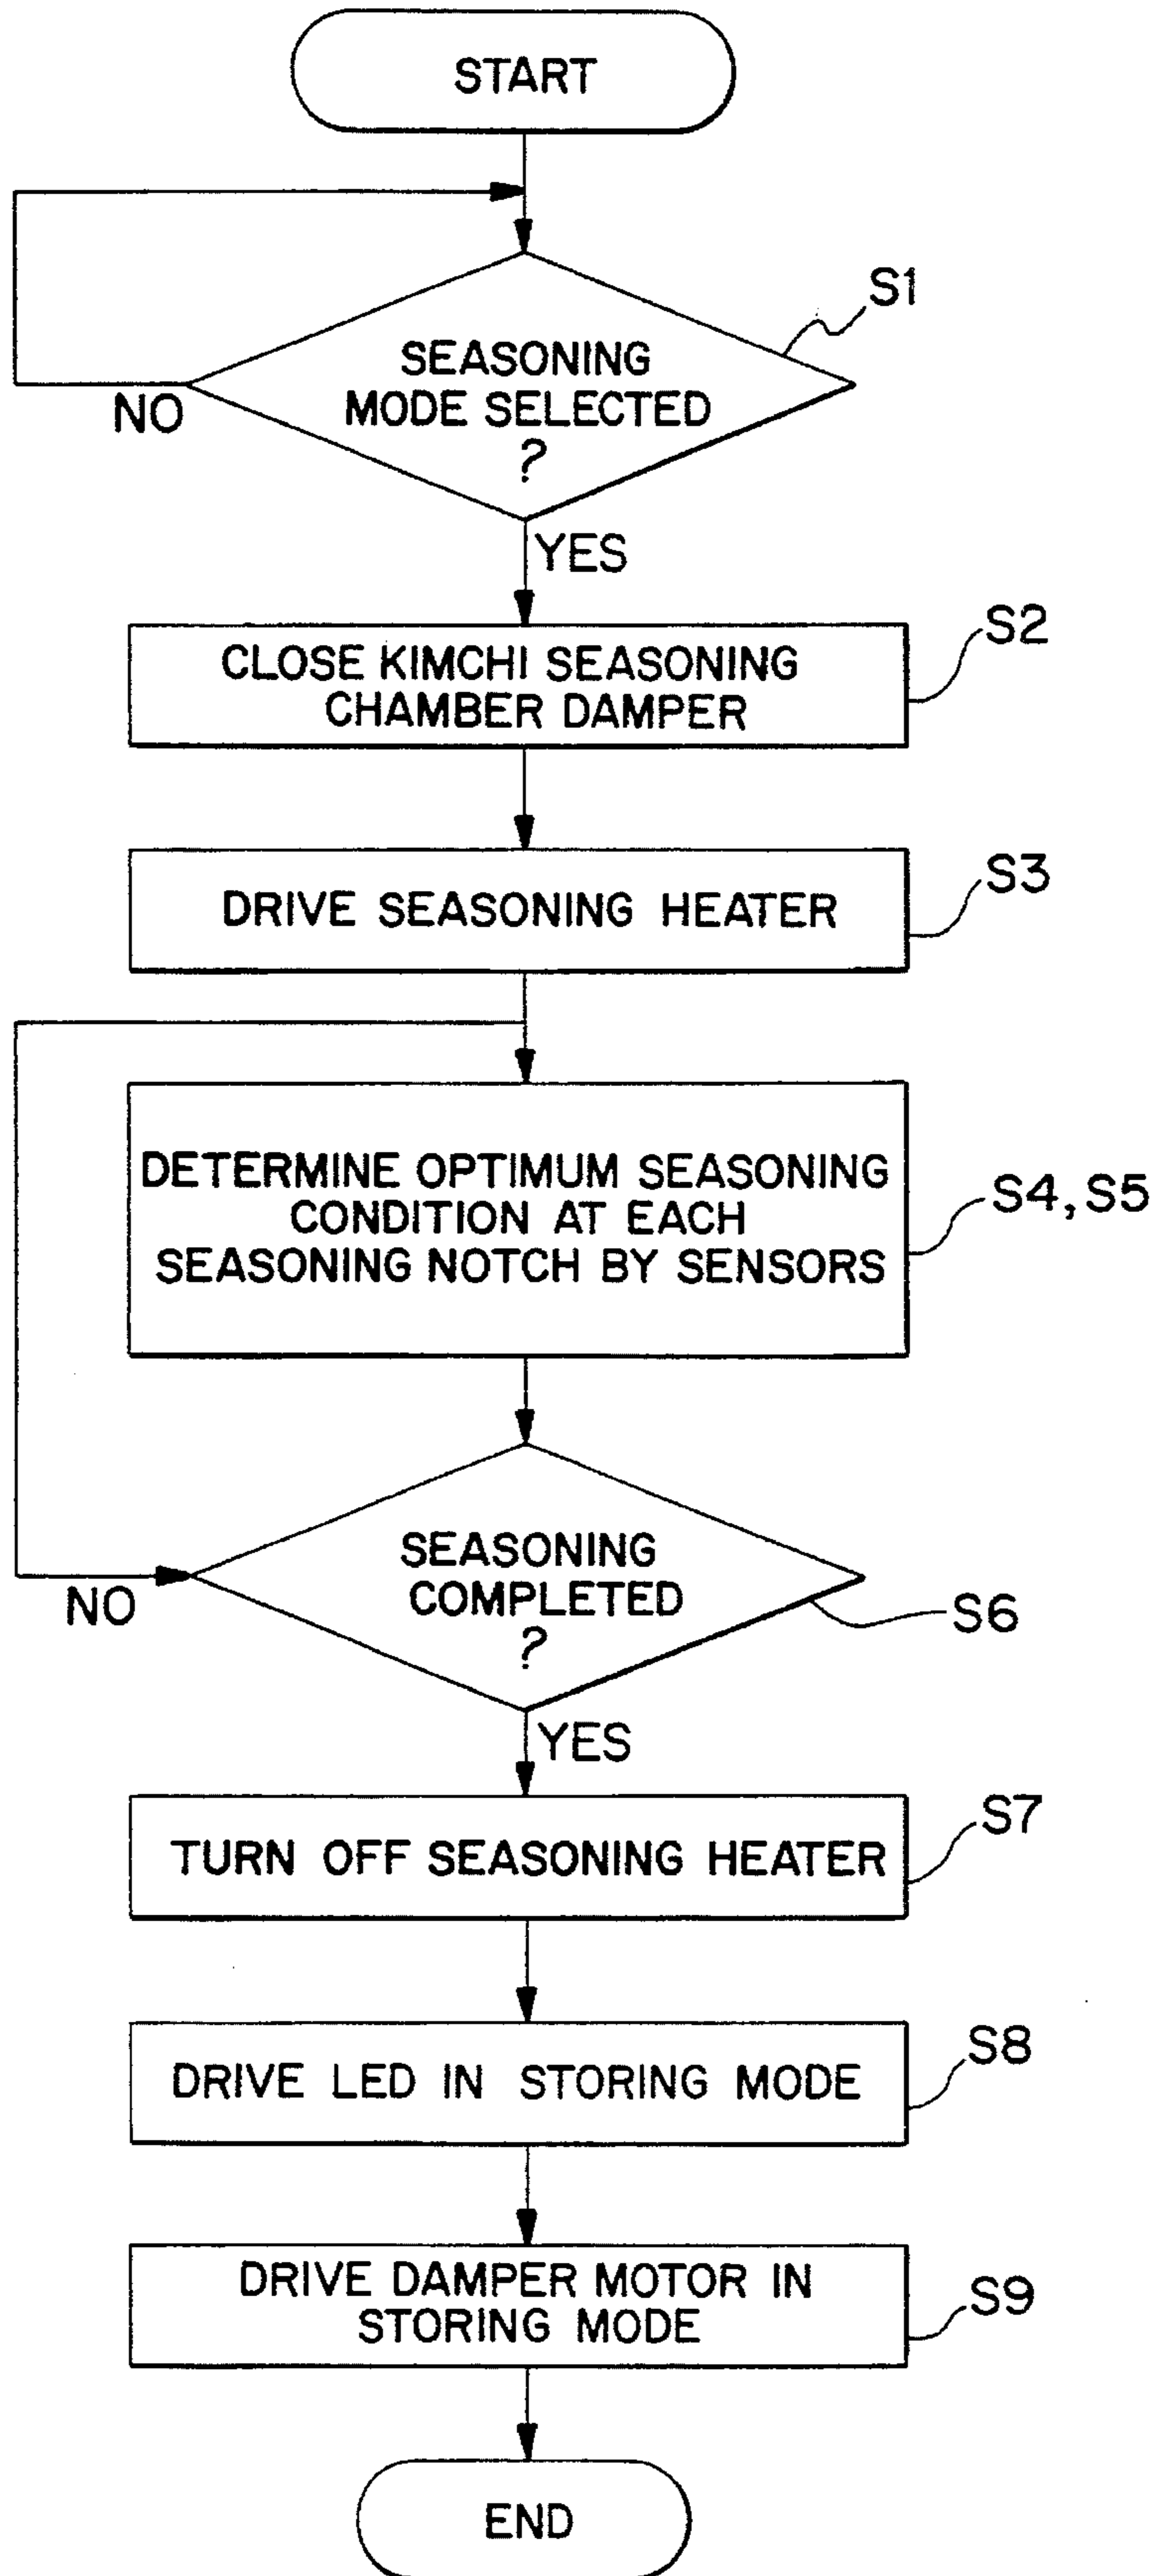 START
S1
SEASONING
MODE SELECTED
?
NO
YES
S2
CLOSE KIMCHI SEASONING
CHAMBER DAMPER
S3
DRIVE SEASONING HEATER
DETERMINE OPTIMUM SEASONING
CONDITION AT EACH
SEASONING NOTCH BY SENSORS
S4, S5
SEASONING
COMPLETED
?
NO
S6
YES
S7
TURN OFF SEASONING HEATER
S8
DRIVE LED IN STORING MODE
DRIVE DAMPER MOTOR IN
STORING MODE
S9
END